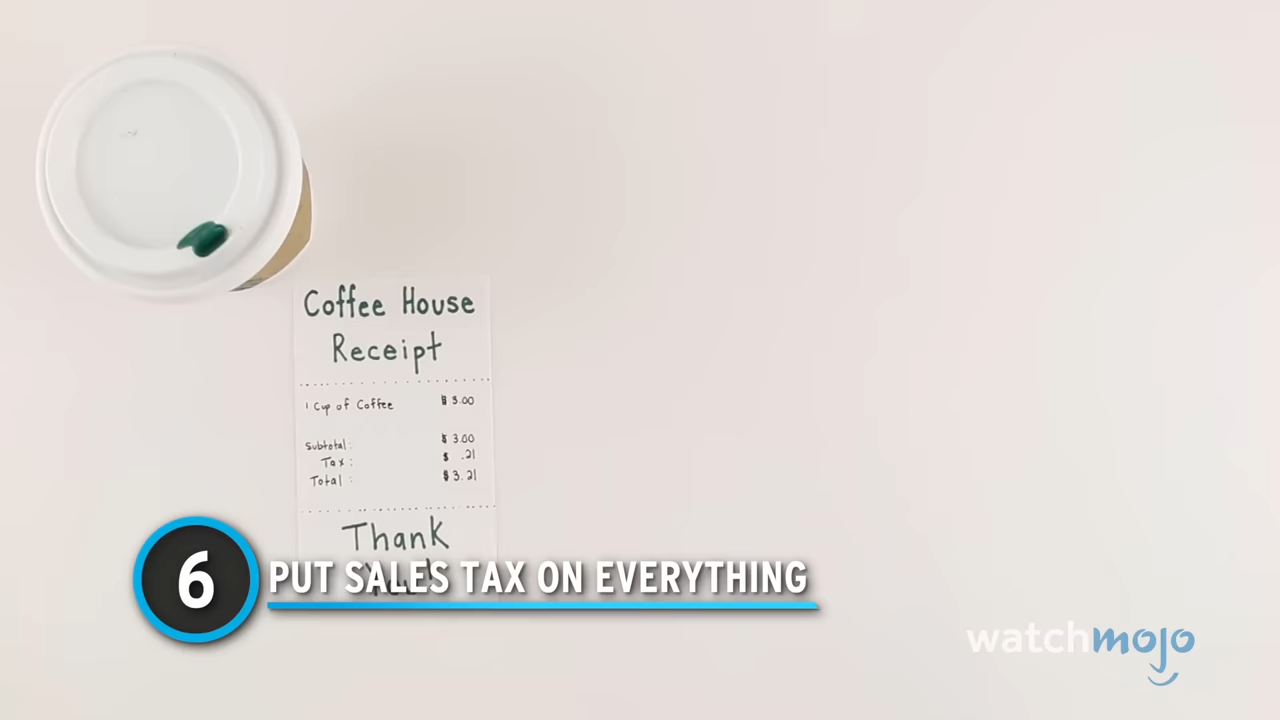 Coffee House
Receipt
1 Cup of Coffee $ 3.00
Subtotal: $ 3.00
Tax: $ .21
Total: $ 3.21
Thank
You!
6 PUT SALES TAX ON EVERYTHING
watchmojo